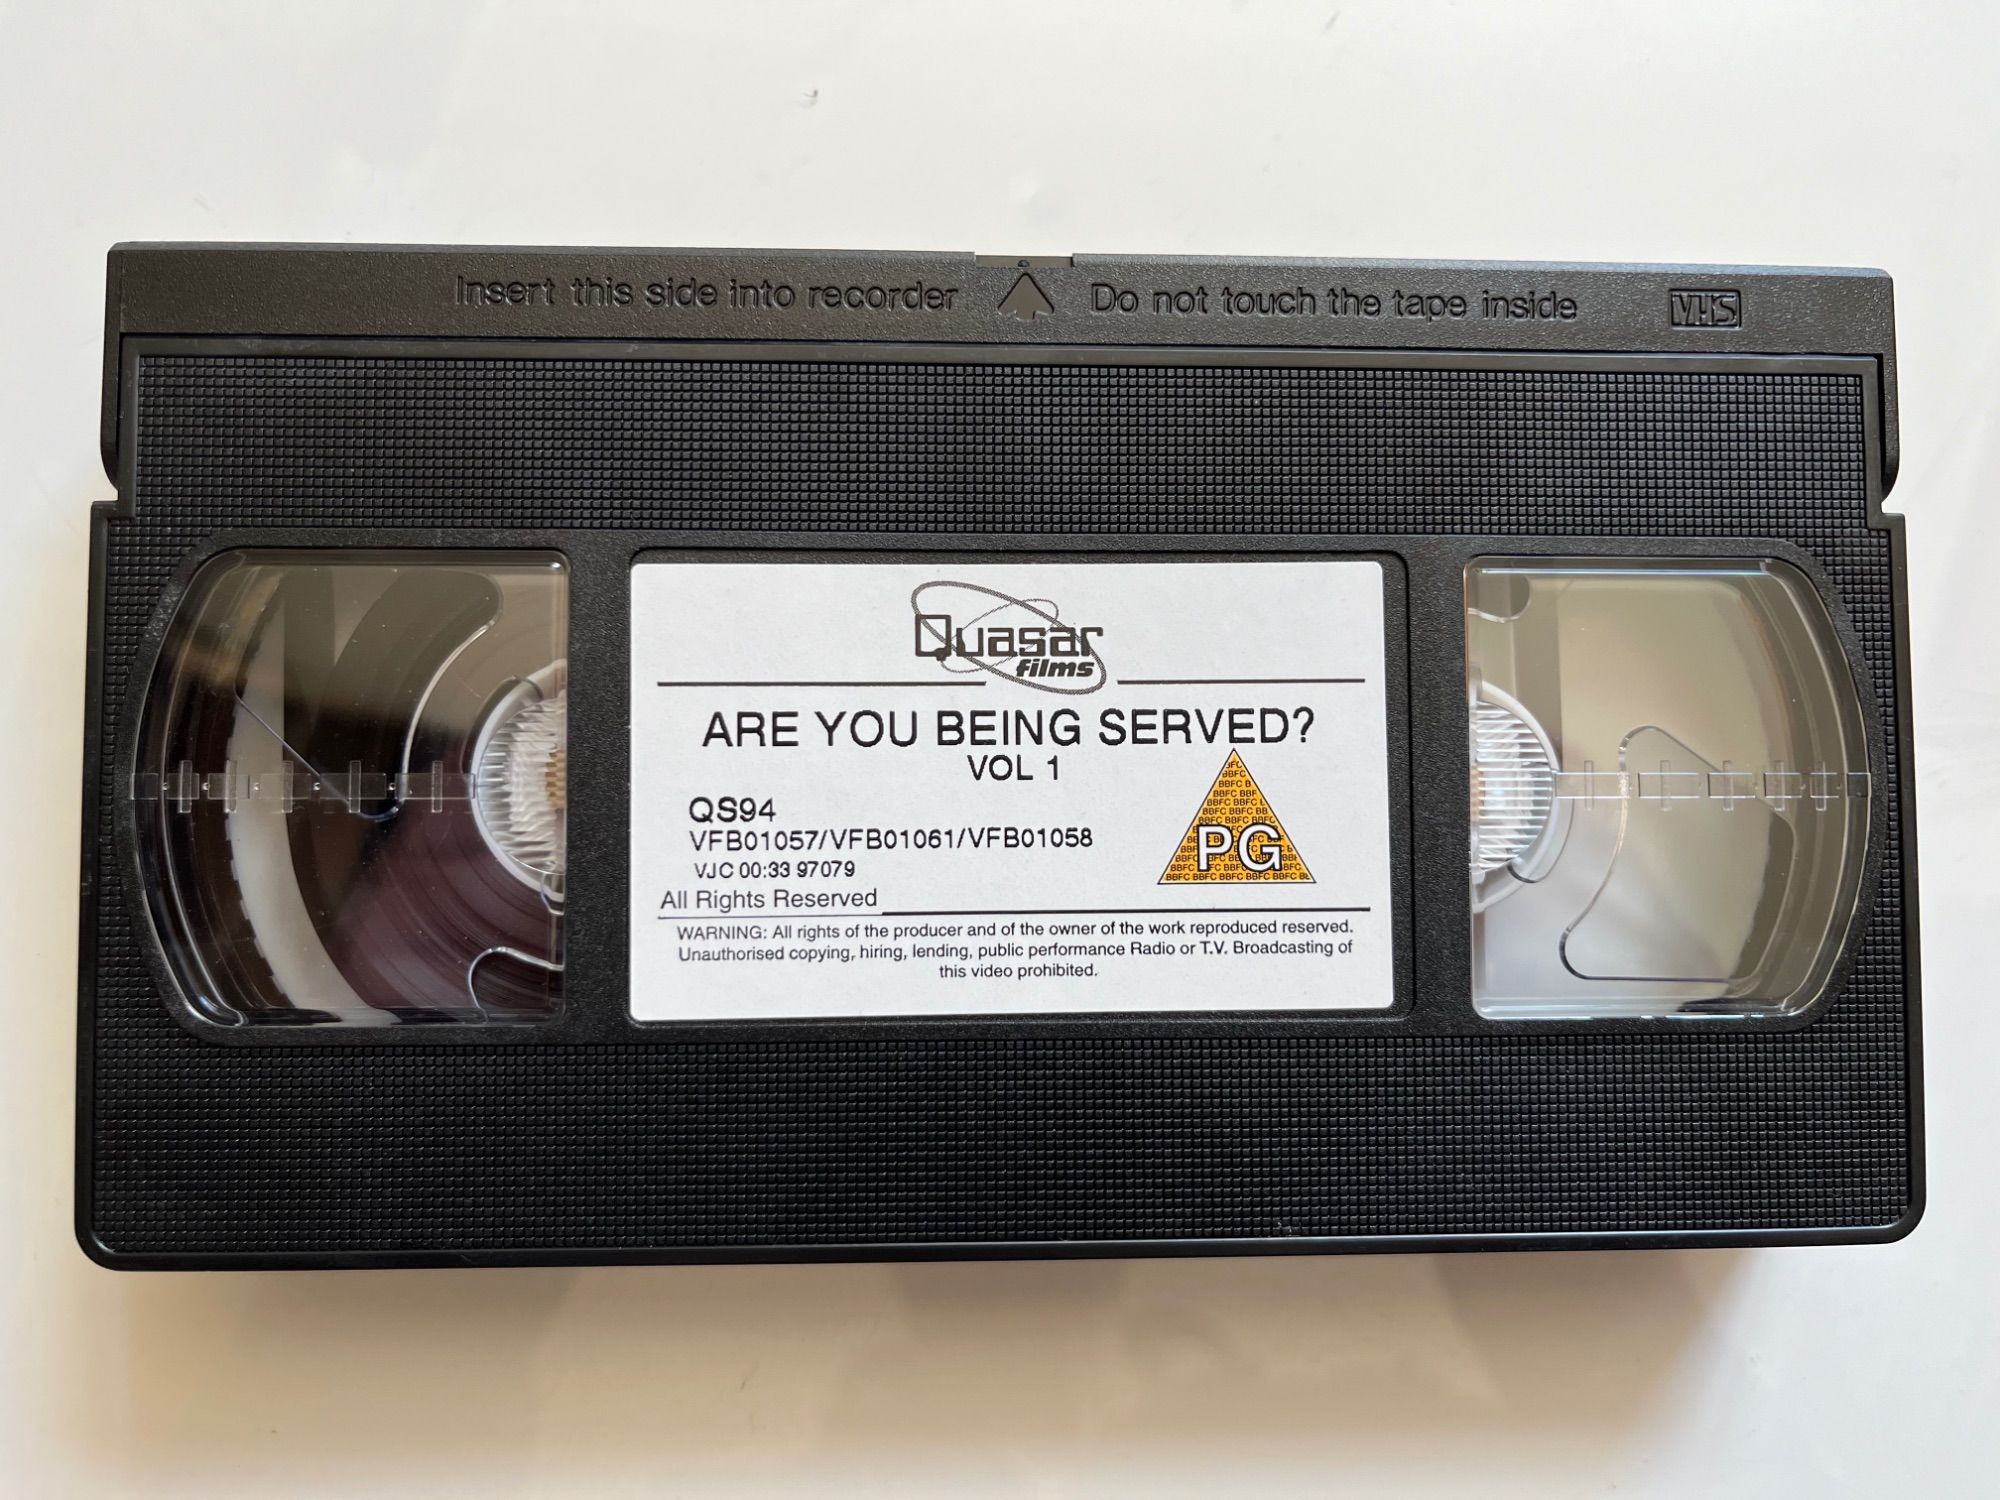 Insert this side into recorder Do not touch the tape inside VHS
Quasar
films
ARE YOU BEING SERVED?
VOL 1
QS94
VFB01057/VFB01061/VFB01058
VJC 00:33 97079
PG
All Rights Reserved
WARNING: All rights of the producer and of the owner of the work reproduced reserved.
Unauthorised copying, hiring, lending, public performance Radio or T.V. Broadcasting of
this video prohibited.